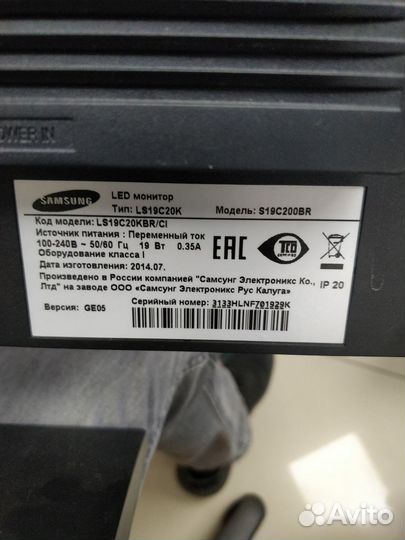 POWER IN
SAMSUNG
LED монитор
Тип: LS19C20K
Модель: S19C200BR
Код модели: LS19C20KBR/CI
Источник питания : Переменный ток
100-240В ~ 50/60 Гц 19 Вт 0.35А
Оборудование класса I
Дата изготовления: 2014.07.
EAC
IP 20
Произведено в России компанией "Самсунг Электроникс Ко.,
Лтд" на заводе ООО «Самсунг Электроникс Рус Калуга»
Версия: GE05
Серийный номер: 3133HLNF701929K
Avito